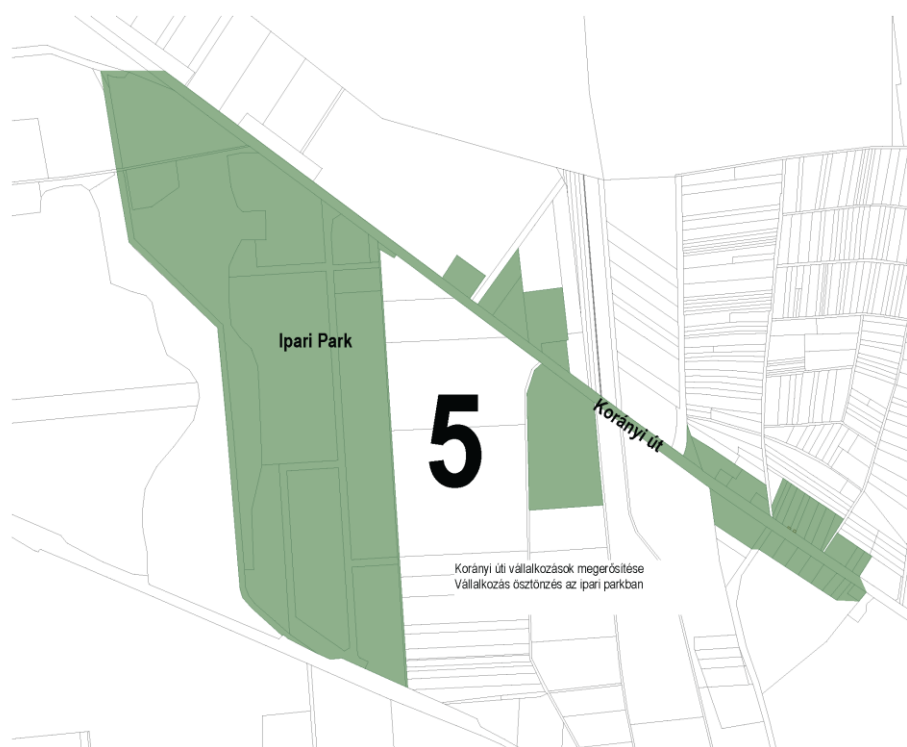 Ipari Park
5
Korányi út
Korányi úti vállalkozások megerősítése
Vállalkozás ösztönzés az ipari parkban